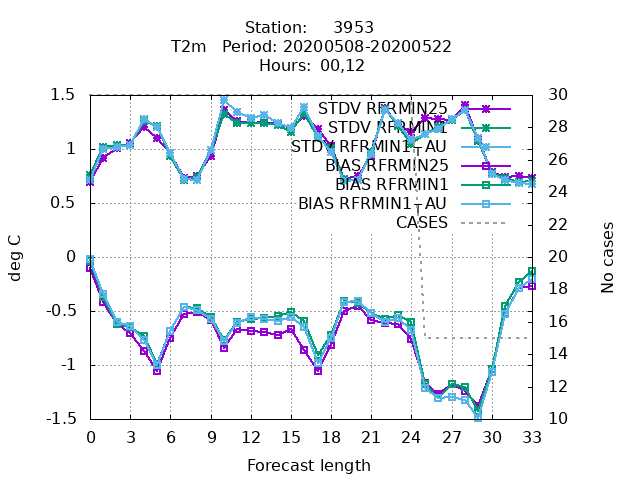 Station: 3953
T2m Period: 20200508-20200522
Hours: 00,12
1.5
1
0.5
0
-0.5
-1
-1.5
30
28
26
24
22
20
18
16
14
12
10
STDV RFRMIN25
STDV RFRMIN1
STDV RFRMIN1-AU
BIAS RFRMIN25
BIAS RFRMIN1
BIAS RFRMIN1-AU
CASES
deg C
No cases
0 3 6 9 12 15 18 21 24 27 30 33
Forecast length